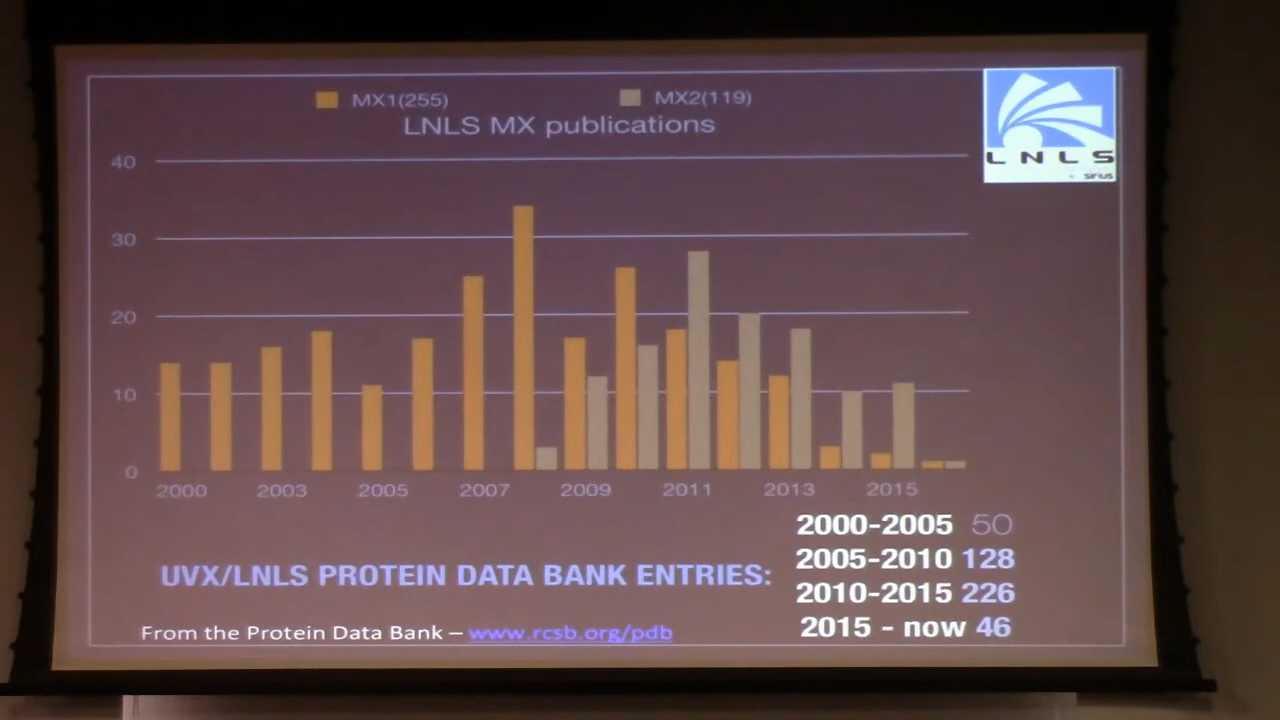 MX1(255) MX2(119)
LNLS MX publications
40
30
20
10
0
2000 2003 2005 2007 2009 2011 2013 2015
LNLS
sirius
UVX/LNLS PROTEIN DATA BANK ENTRIES:
2000-2005 50
2005-2010 128
2010-2015 226
2015 - now 46
From the Protein Data Bank – www.rcsb.org/pdb